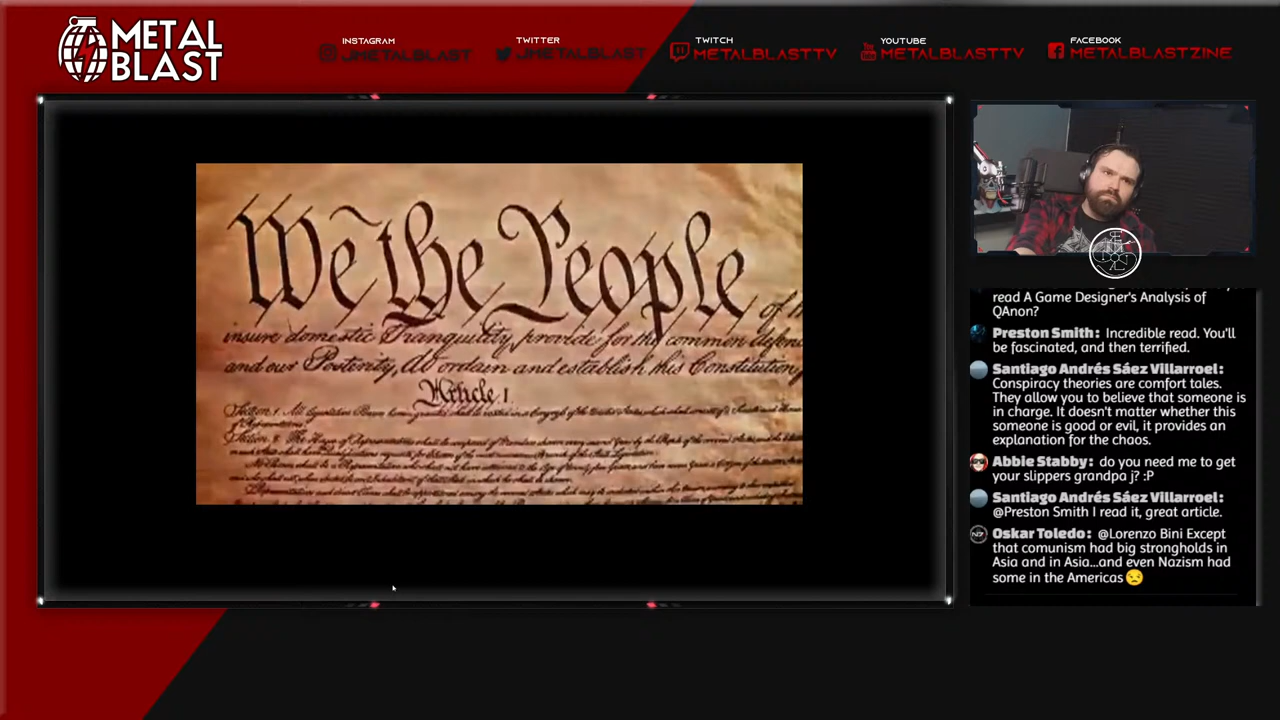 METAL
BLAST
INSTAGRAM
JMETALBLAST
TWITTER
JMETALBLAST
TWITCH
METALBLASTTV
YOUTUBE
METALBLASTTV
FACEBOOK
METALBLASTZINE
We the People
of
insure domestic Tranquility, provide for the common defen
and our Posterity, do ordain and establish this Constitution
Article. I.
read A Game Designer's Analysis of
QAnon?
Preston Smith: Incredible read. You'll
be fascinated, and then terrified.
Santiago Andrés Sáez Villarroel:
Conspiracy theories are comfort tales.
They allow you to believe that someone is
in charge. It doesn't matter whether this
someone is good or evil, it provides an
explanation for the chaos.
Abbie Stabby: do you need me to get
your slippers grandpa j? :P
Santiago Andrés Sáez Villarroel:
@Preston Smith I read it, great article.
Oskar Toledo: @Lorenzo Bini Except
that comunism had big strongholds in
Asia and in Asia...and even Nazism had
some in the Americas 😒